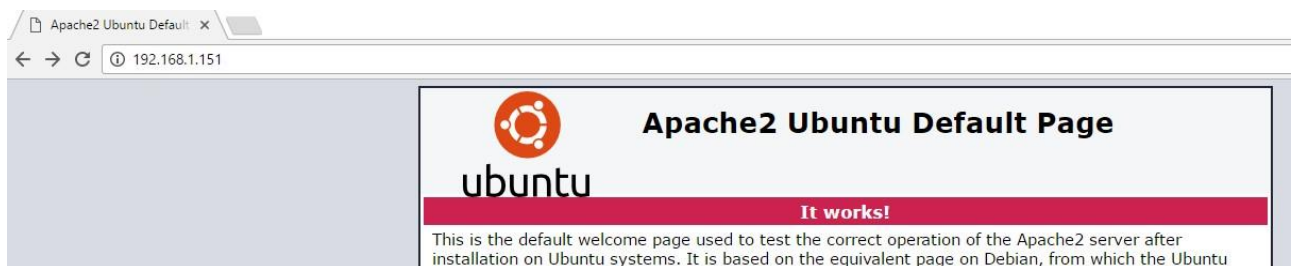 Apache2 Ubuntu Default
192.168.1.151
Apache2 Ubuntu Default Page
ubuntu
It works!
This is the default welcome page used to test the correct operation of the Apache2 server after
installation on Ubuntu systems. It is based on the equivalent page on Debian, from which the Ubuntu